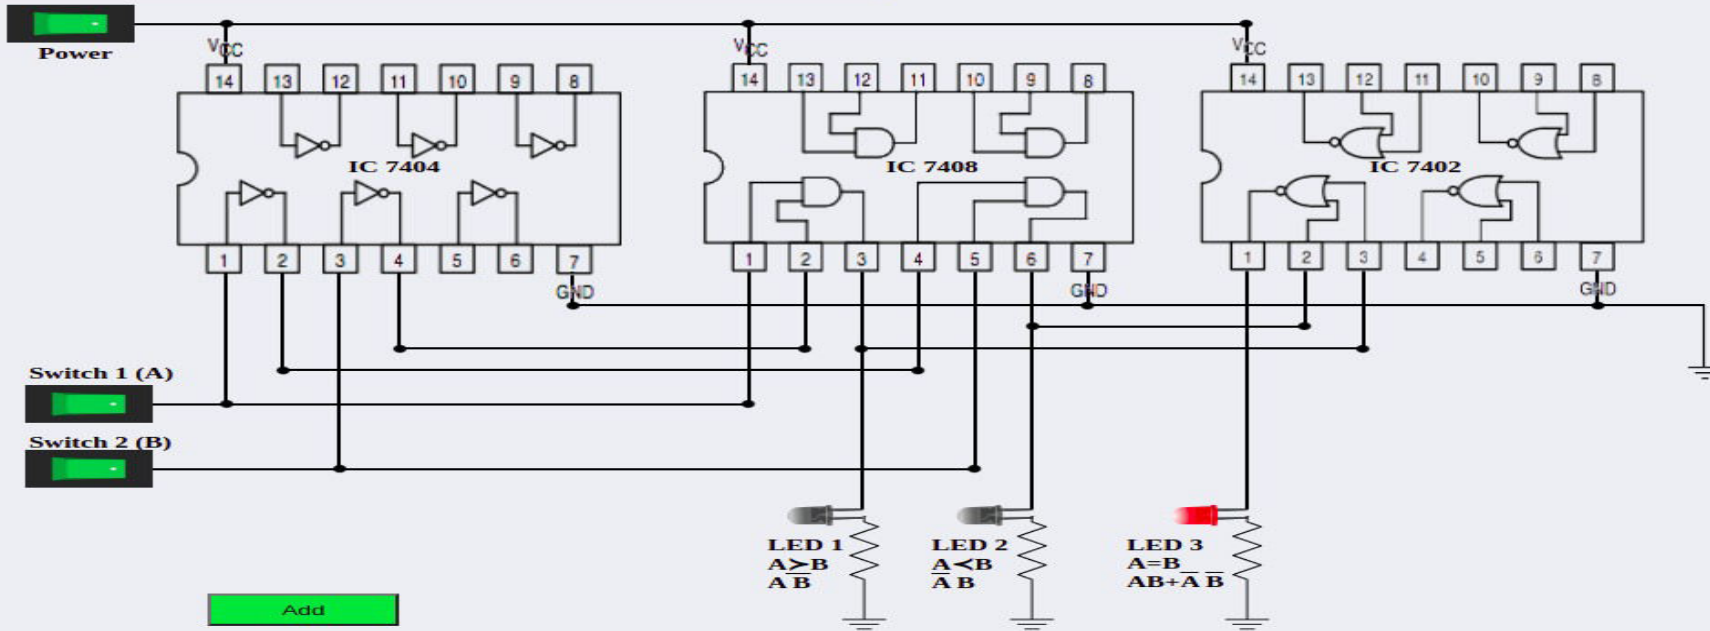 Power
VCC
VCC
VCC
14 13 12 11 10 9 8
14 13 12 11 10 9 8
14 13 12 11 10 9 8
IC 7404
IC 7408
IC 7402
1 2 3 4 5 6 7
1 2 3 4 5 6 7
1 2 3 4 5 6 7
GND
GND
GND
Switch 1 (A)
Switch 2 (B)
LED 1
A>B
A B̅
LED 2
A<B
A̅ B
LED 3
A=B
AB+A̅ B̅
Add